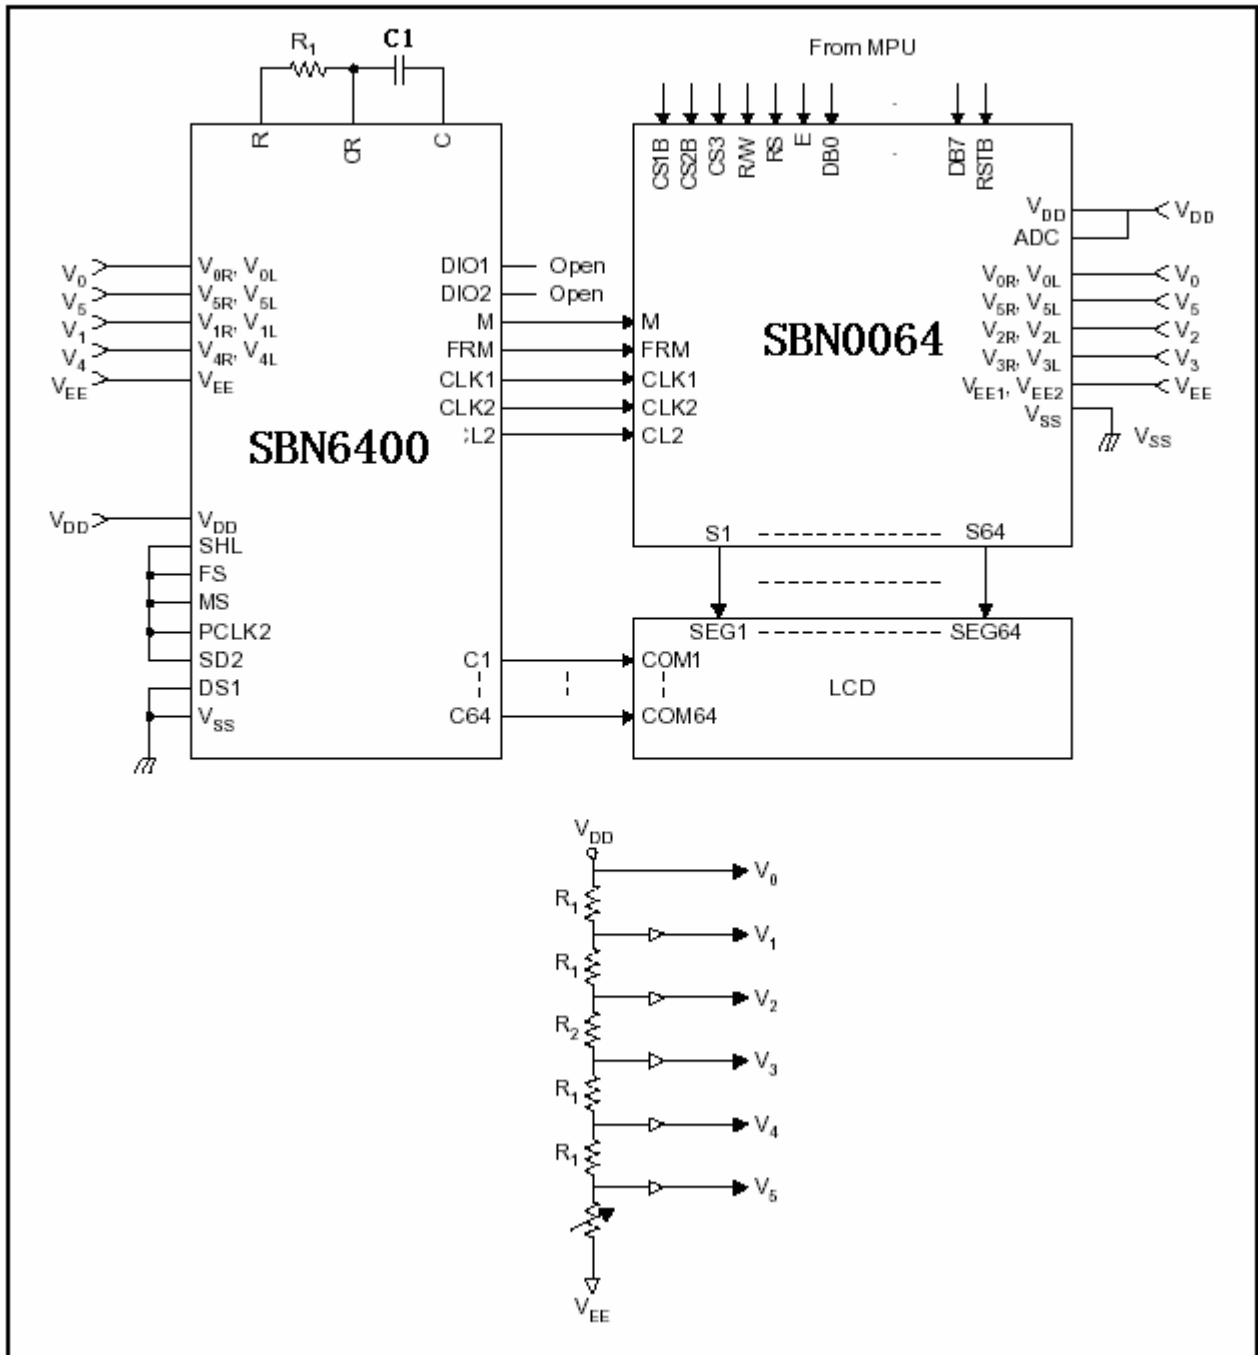 R1 C1
From MPU
R CR C
CS1B CS2B CS3 R/W RS E DB0 DB7 RSTB
VDD VDD
ADC
V0 V0R, V0L
V5 V5R, V5L
V1 V1R, V1L
V4 V4R, V4L
VEE VEE
DIO1 Open
DIO2 Open
M M
FRM FRM
CLK1 CLK1
CLK2 CLK2
CL2 CL2
SBN6400
SBN0064
V0R, V0L V0
V5R, V5L V5
V2R, V2L V2
V3R, V3L V3
VEE1, VEE2 VEE
VSS VSS
VDD VDD
SHL
FS
MS
PCLK2
SD2
DS1
VSS
S1 S64
SEG1 SEG64
C1 COM1
LCD
C64 COM64
VDD
V0
R1
V1
R1
V2
R2
V3
R1
V4
R1
V5
VEE